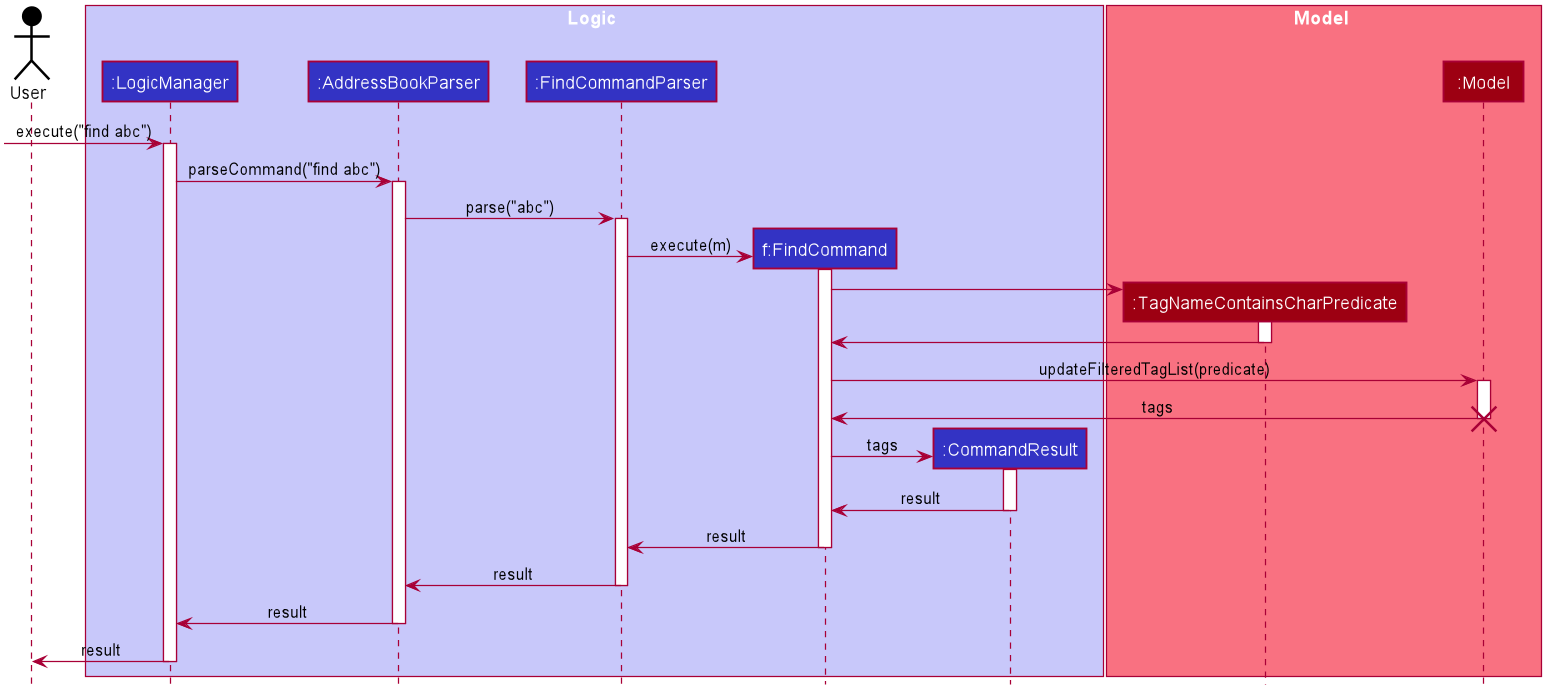 Logic
Model
User
:LogicManager
:AddressBookParser
:FindCommandParser
:Model
execute("find abc")
parseCommand("find abc")
parse("abc")
execute(m)
f:FindCommand
:TagNameContainsCharPredicate
updateFilteredTagList(predicate)
tags
tags
:CommandResult
result
result
result
result
result